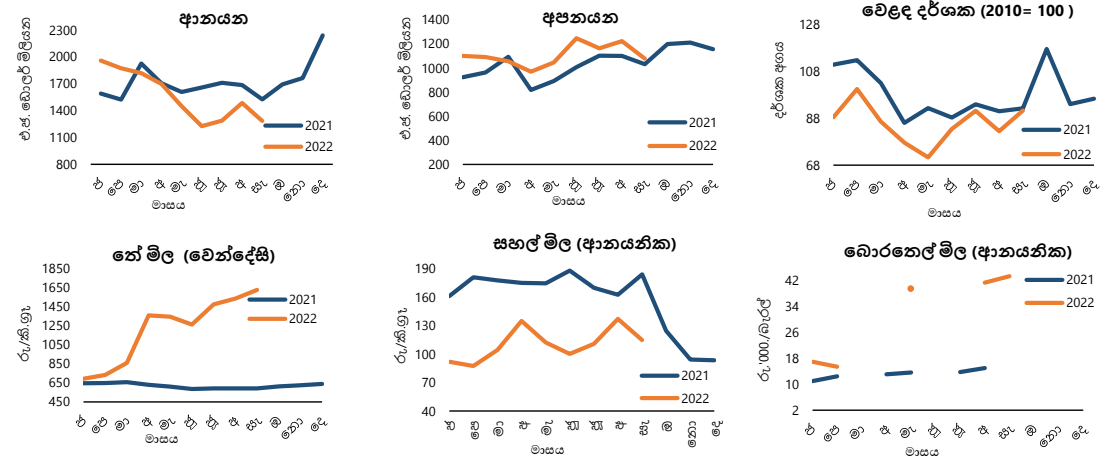 ආනයන
එ.ජ. ඩොලර් මිලියන
2300
2000
1700
1400
1100
800
2021
2022
ජ පෙ මා අ මැ ජූ ජූ අ සැ ඔ නො දෙ
මාසය
අපනයන
එ.ජ. ඩොලර් මිලියන
1400
1200
1000
800
600
400
200
2021
2022
ජ පෙ මා අ මැ ජූ ජූ අ සැ ඔ නො දෙ
මාසය
වෙළඳ දර්ශක (2010= 100 )
දර්ශක අගය
128
108
88
68
2021
2022
ජ පෙ මා අ මැ ජූ ජූ අ සැ ඔ නො දෙ
මාසය
තේ මිල (වෙන්දේසි)
රු/කි.ග්‍රෑ
1850
1650
1450
1250
1050
850
650
450
2021
2022
ජ පෙ මා අ මැ ජූ ජූ අ සැ ඔ නො දෙ
මාසය
සහල් මිල (ආනයනික)
රු/කි.ග්‍රෑ
190
160
130
100
70
40
2021
2022
ජ පෙ මා අ මැ ජූ ජූ අ සැ ඔ නො දෙ
මාසය
බොරතෙල් මිල (ආනයනික)
රු.'000./බැරල්
42
34
26
18
10
2
2021
2022
ජ පෙ මා අ මැ ජූ ජූ අ සැ ඔ නො දෙ
මාසය